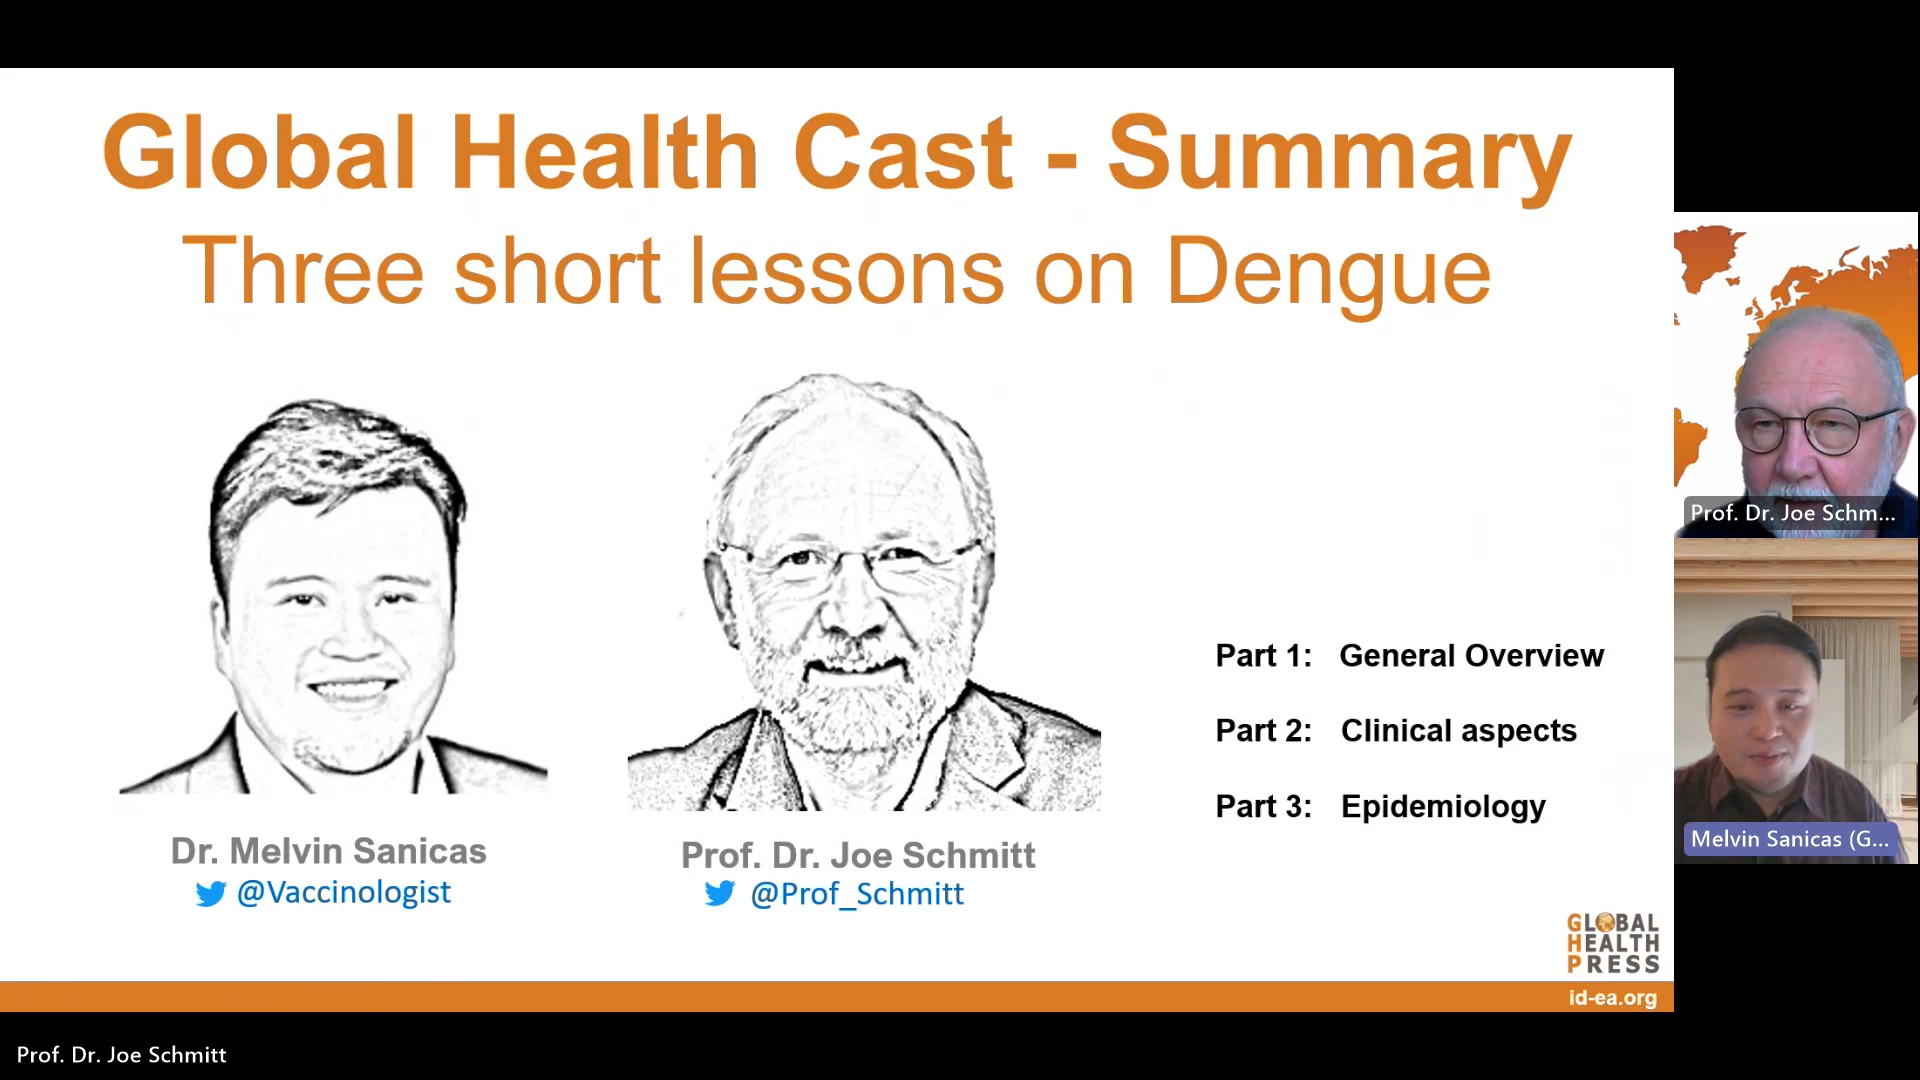 Global Health Cast - Summary
Three short lessons on Dengue
Part 1: General Overview
Part 2: Clinical aspects
Part 3: Epidemiology
Dr. Melvin Sanicas
@Vaccinologist
Prof. Dr. Joe Schmitt
@Prof_Schmitt
GLOBAL
HEALTH
PRESS
id-ea.org
Prof. Dr. Joe Schm...
Melvin Sanicas (G...
Prof. Dr. Joe Schmitt